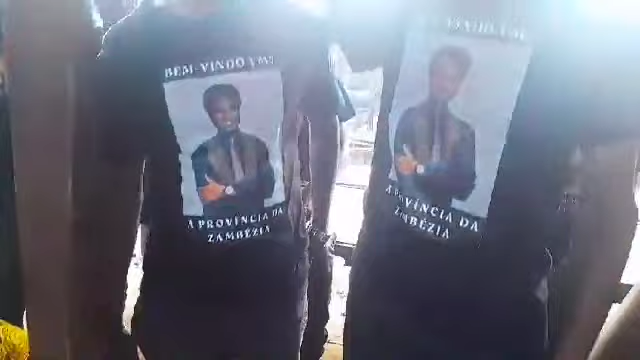 BEM-VINDO
A PROVÍNCIA DA
ZAMBÉZIA
A PROVÍNCIA DA
ZAMBÉZIA